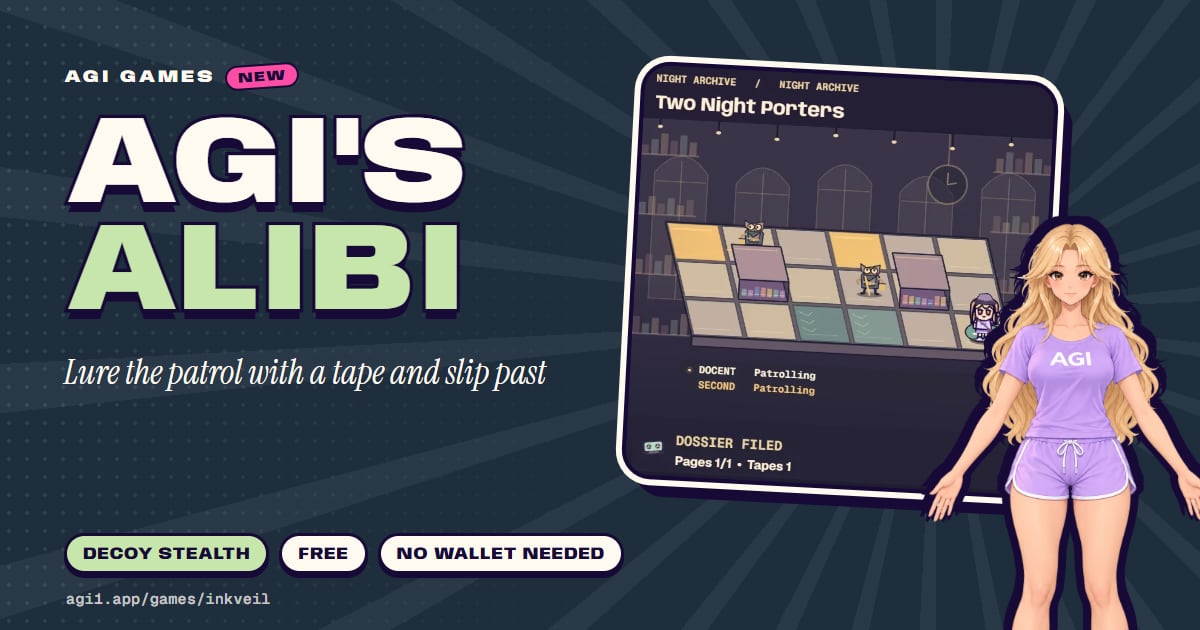 AGI GAMES NEW
AGI'S
ALIBI
Lure the patrol with a tape and slip past
DECOY STEALTH FREE NO WALLET NEEDED
agi1.app/games/inkveil
NIGHT ARCHIVE / NIGHT ARCHIVE
Two Night Porters
DOCENT Patrolling
SECOND Patrolling
DOSSIER FILED
Pages 1/1 • Tapes 1
AGI